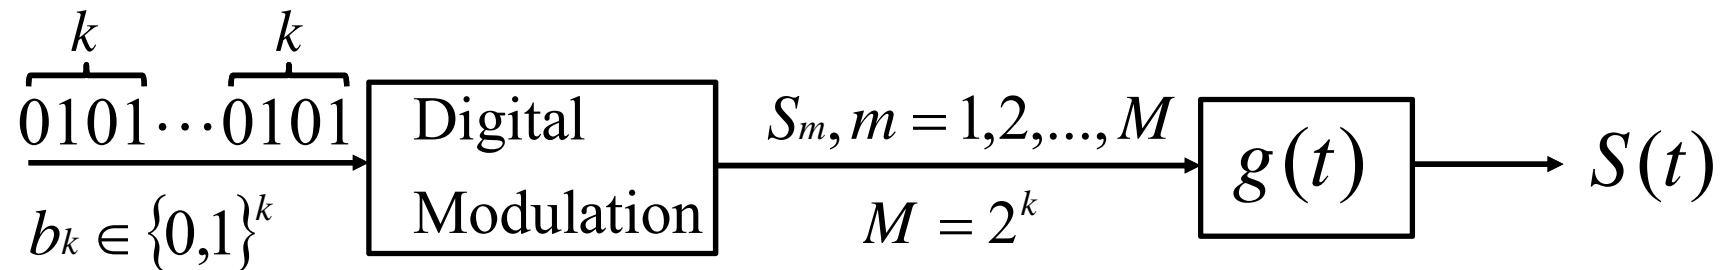 k k
0101⋯0101
b_k ∈ {0,1}^k
Digital
Modulation
S_m, m = 1,2,..., M
M = 2^k
g(t)
S(t)